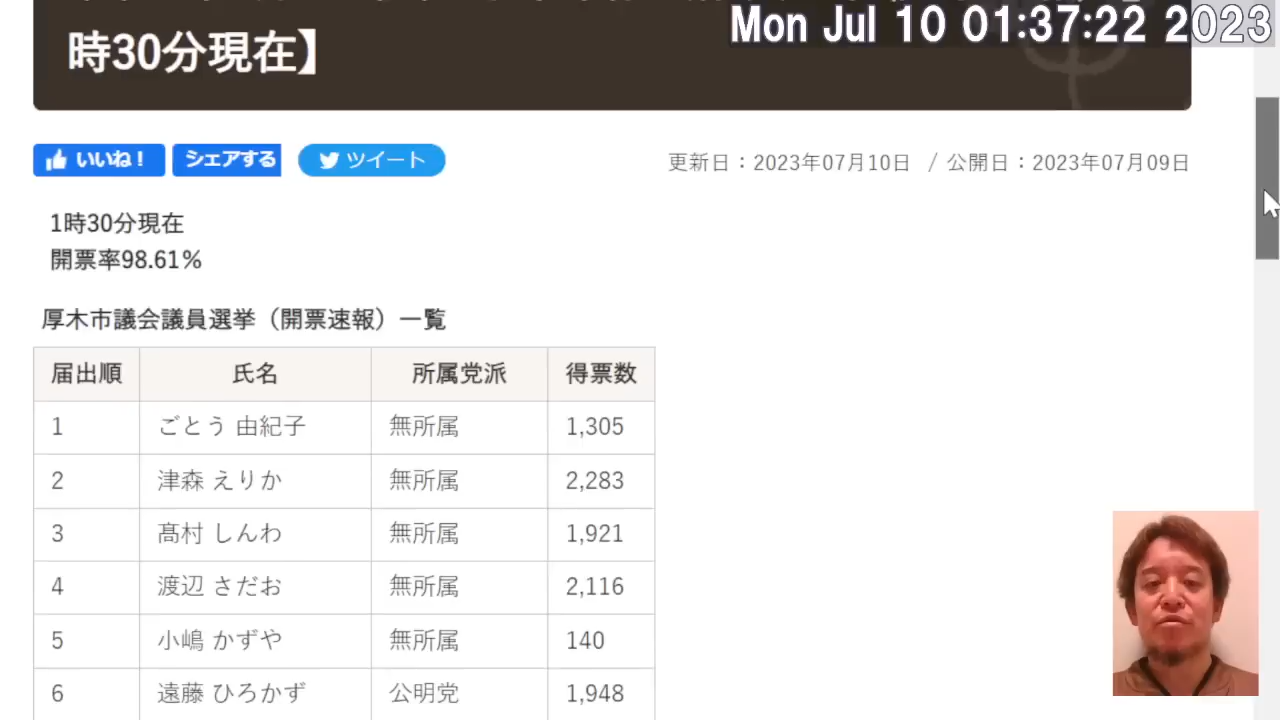 Mon Jul 10 01:37:22 2023
時30分現在】
いいね！ シェアする ツイート
更新日：2023年07月10日 / 公開日：2023年07月09日
1時30分現在
開票率98.61%
厚木市議会議員選挙（開票速報）一覧
届出順 氏名 所属党派 得票数
1 ごとう 由紀子 無所属 1,305
2 津森 えりか 無所属 2,283
3 髙村 しんわ 無所属 1,921
4 渡辺 さだお 無所属 2,116
5 小嶋 かずや 無所属 140
6 遠藤 ひろかず 公明党 1,948